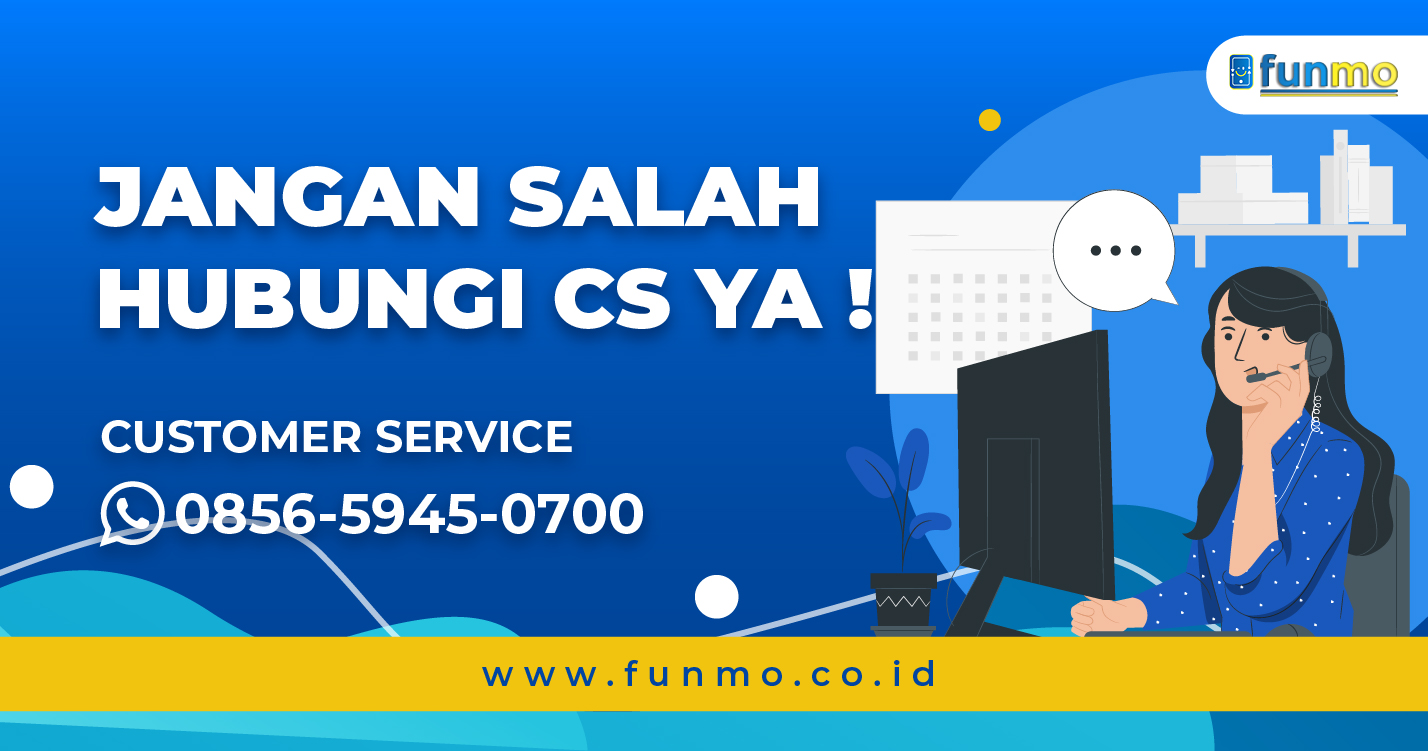 funmo
JANGAN SALAH
HUBUNGI CS YA !
CUSTOMER SERVICE
0856-5945-0700
www.funmo.co.id